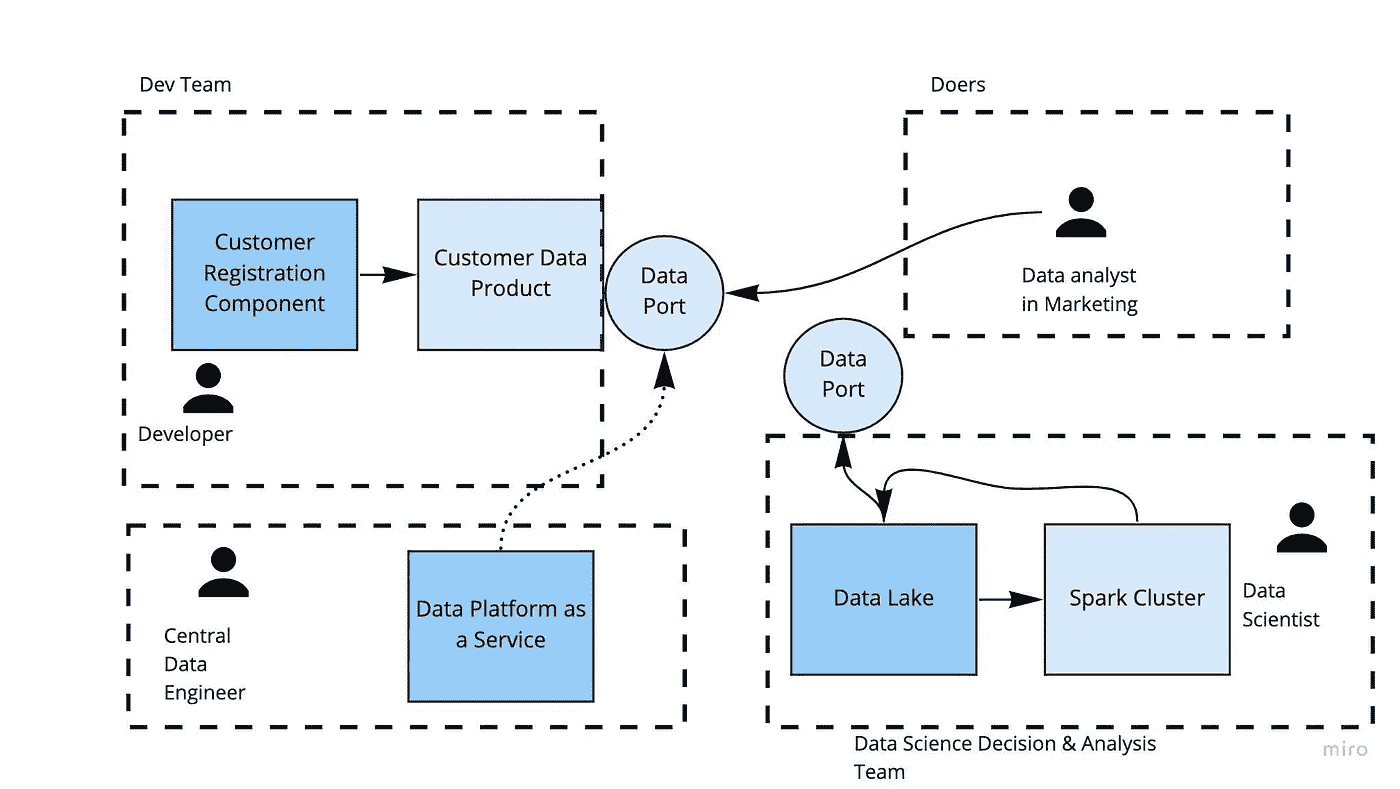 Dev Team
Doers
Customer
Registration
Component
Customer Data
Product
Data
Port
Data analyst
in Marketing
Data
Port
Developer
Central
Data
Engineer
Data Platform as
a Service
Data Lake
Spark Cluster
Data
Scientist
Data Science Decision & Analysis
Team
miro